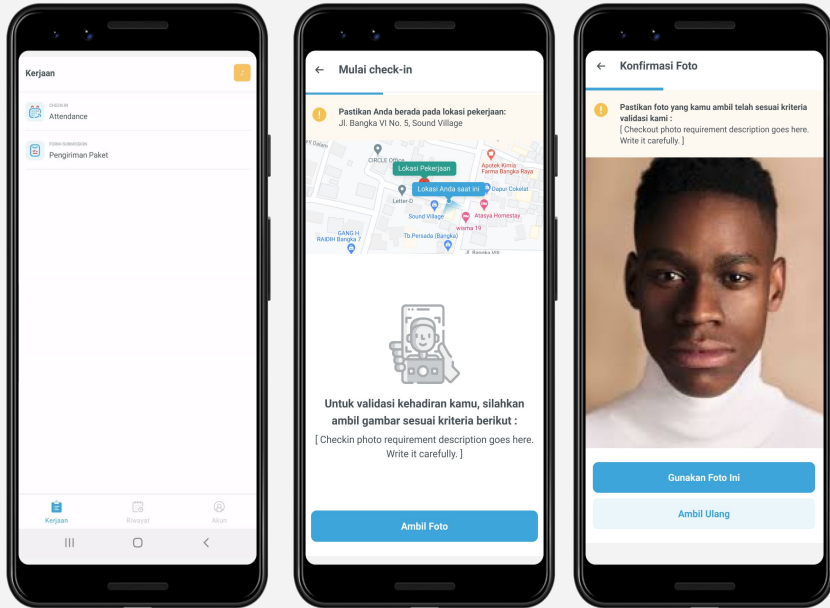 Kerjaan
CHECK-IN
Attendance
FORM-SUBMISSION
Pengiriman Paket
Kerjaan
Riwayat
Akun
Mulai check-in
Pastikan Anda berada pada lokasi pekerjaan:
Jl. Bangka VI No. 5, Sound Village
CIRCLE Office
Lokasi Pekerjaan
Apotek Kimia
Farma Bangka Raya
Lokasi Anda saat ini
Dapur Cokelat
Letter-D
Sound Village
Atasya Homestay
wisma 19
GANG H
RAIDIH Bangka 7
Tb.Persada (Bangka)
Jl. Bangka VIII
Untuk validasi kehadiran kamu, silahkan
ambil gambar sesuai kriteria berikut :
[ Checkin photo requirement description goes here.
Write it carefully. ]
Ambil Foto
Konfirmasi Foto
Pastikan foto yang kamu ambil telah sesuai kriteria
validasi kami :
[ Checkout photo requirement description goes here.
Write it carefully. ]
Gunakan Foto Ini
Ambil Ulang